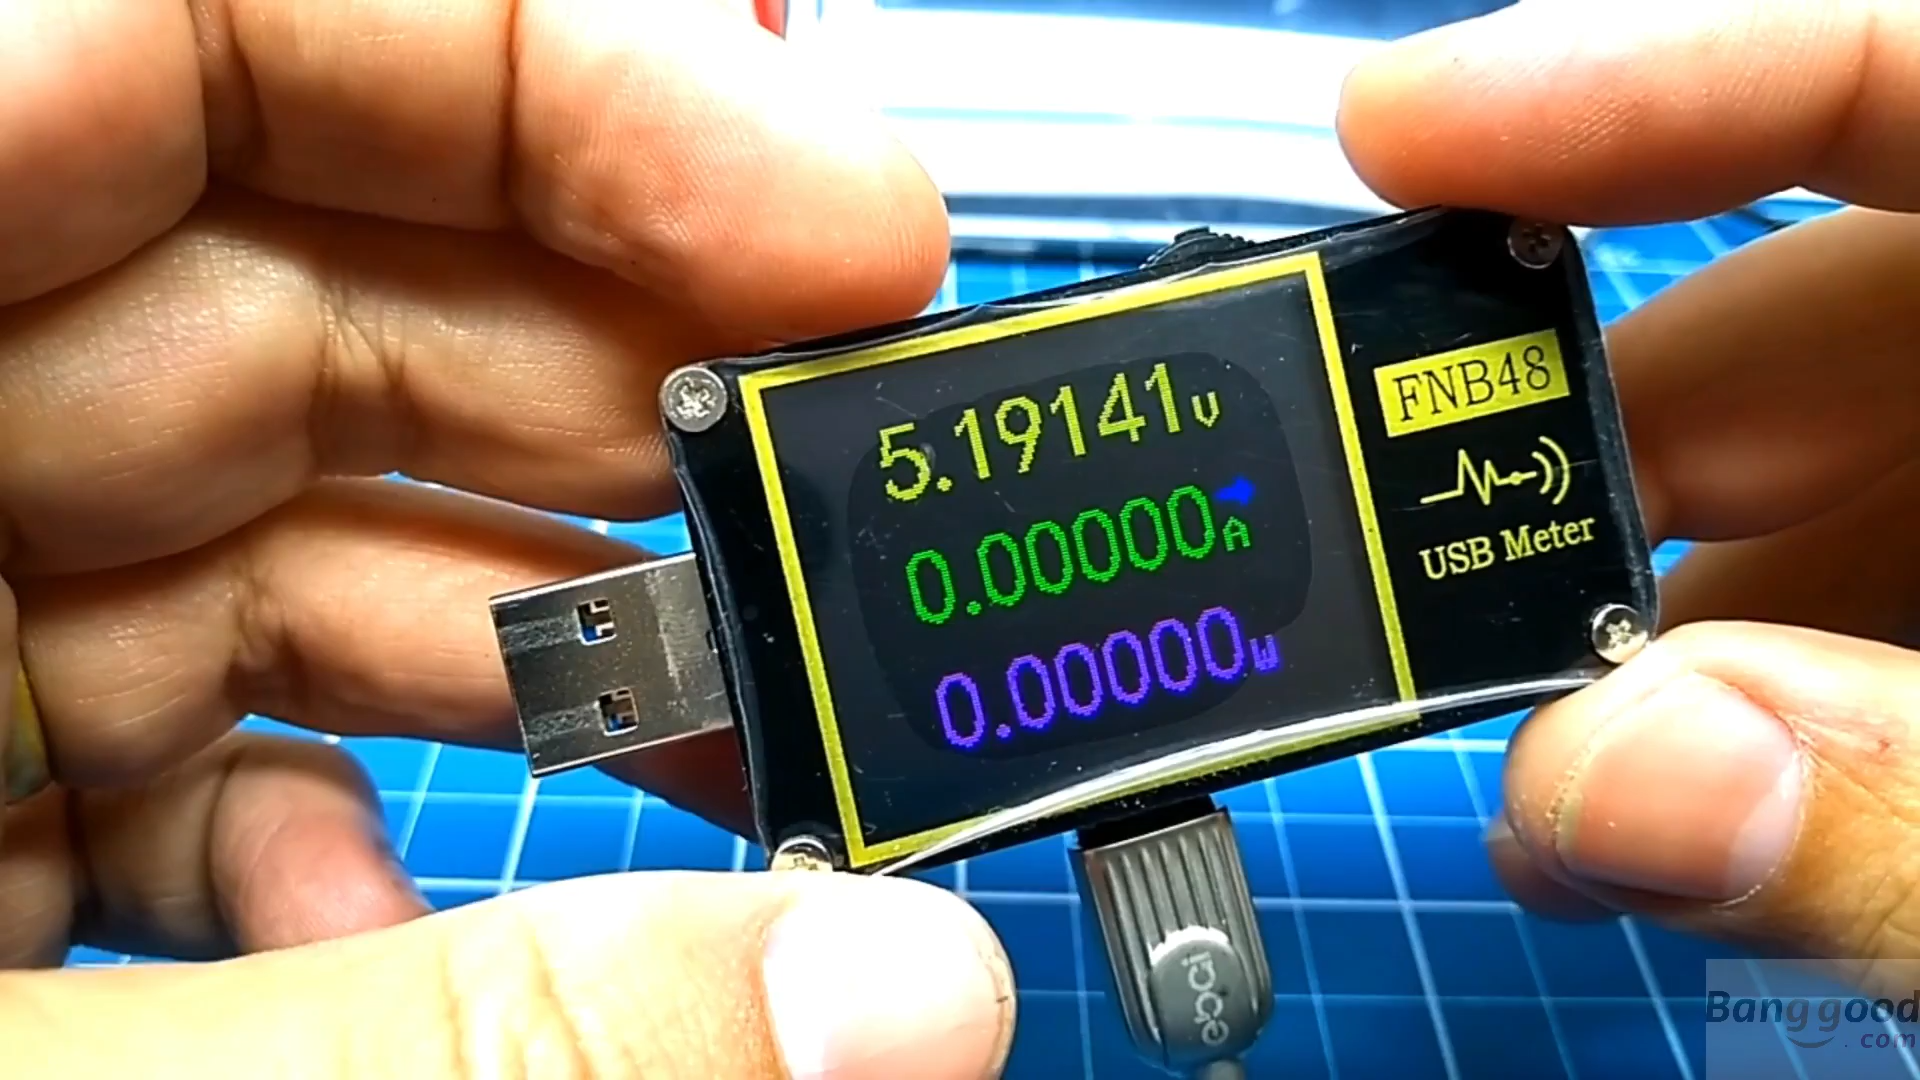 5.19141V
0.00000A
0.00000W
FNB48
USB Meter
Banggood
.com